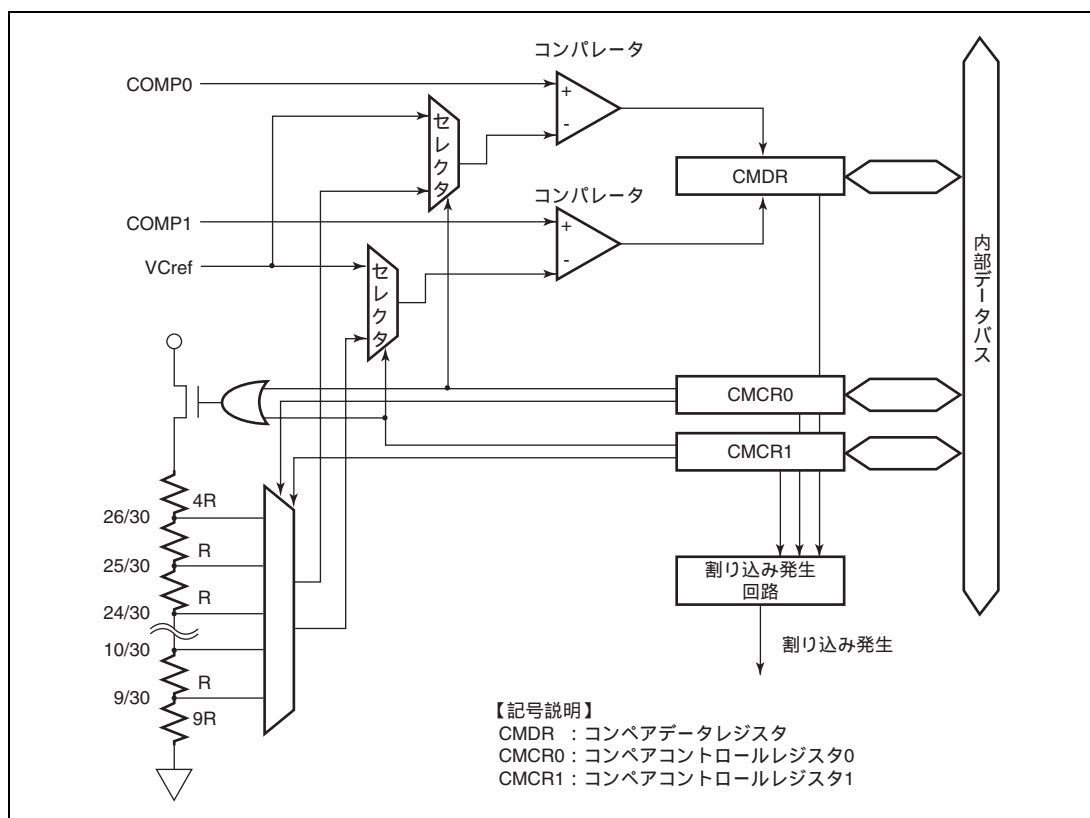 コンパレータ
COMP0
+
-
セレクタ
CMDR
コンパレータ
COMP1
+
-
VCref
セレクタ
内部データバス
CMCR0
CMCR1
4R
26/30
R
25/30
R
24/30
10/30
R
9/30
9R
割り込み発生
回路
割り込み発生
【記号説明】
CMDR : コンペアデータレジスタ
CMCR0 : コンペアコントロールレジスタ0
CMCR1 : コンペアコントロールレジスタ1